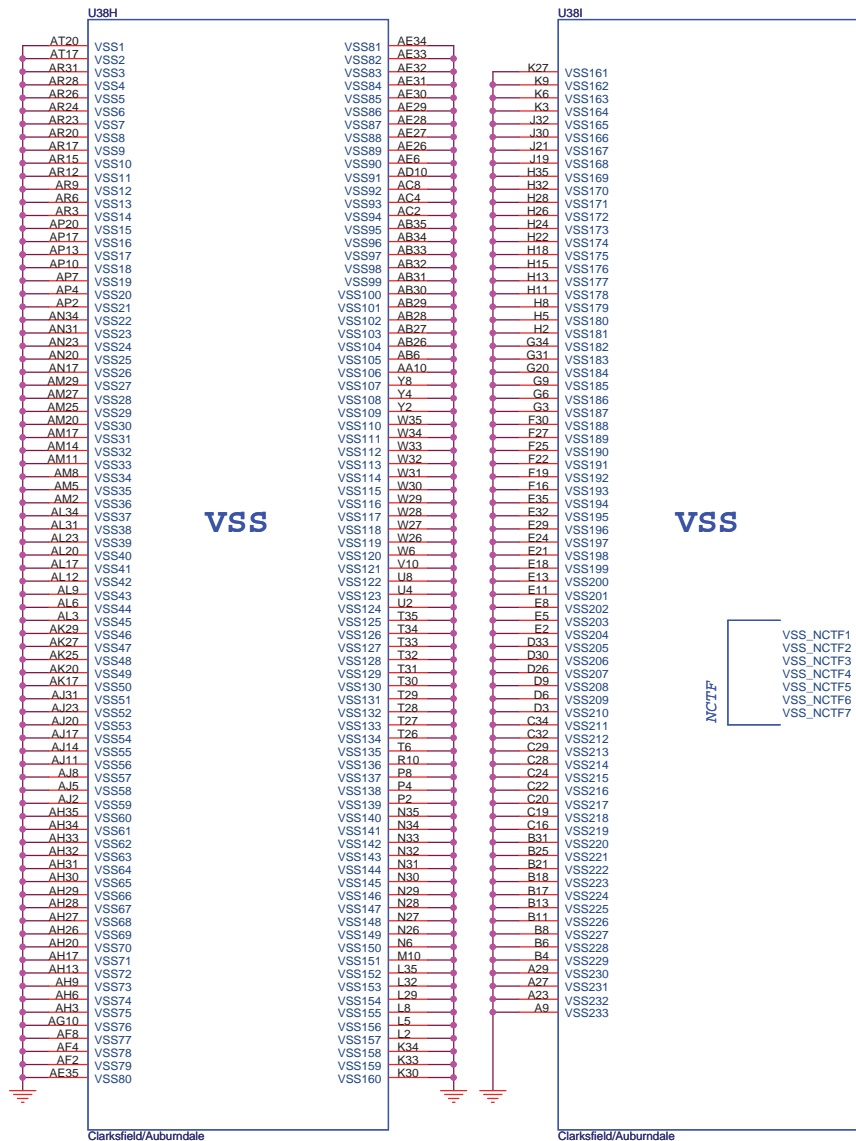 U38H
AT20 VSS1
AT17 VSS2
AR31 VSS3
AR28 VSS4
AR26 VSS5
AR24 VSS6
AR23 VSS7
AR20 VSS8
AR17 VSS9
AR15 VSS10
AR12 VSS11
AR9 VSS12
AR6 VSS13
AR3 VSS14
AP20 VSS15
AP17 VSS16
AP13 VSS17
AP10 VSS18
AP7 VSS19
AP4 VSS20
AP2 VSS21
AN34 VSS22
AN31 VSS23
AN23 VSS24
AN20 VSS25
AN17 VSS26
AM29 VSS27
AM27 VSS28
AM25 VSS29
AM20 VSS30
AM17 VSS31
AM14 VSS32
AM11 VSS33
AM8 VSS34
AM5 VSS35
AM2 VSS36
AL34 VSS37
AL31 VSS38
AL23 VSS39
AL20 VSS40
AL17 VSS41
AL12 VSS42
AL9 VSS43
AL6 VSS44
AL3 VSS45
AK29 VSS46
AK27 VSS47
AK25 VSS48
AK20 VSS49
AK17 VSS50
AJ31 VSS51
AJ23 VSS52
AJ20 VSS53
AJ17 VSS54
AJ14 VSS55
AJ11 VSS56
AJ8 VSS57
AJ5 VSS58
AJ2 VSS59
AH35 VSS60
AH34 VSS61
AH33 VSS62
AH32 VSS63
AH31 VSS64
AH30 VSS65
AH29 VSS66
AH28 VSS67
AH27 VSS68
AH26 VSS69
AH20 VSS70
AH17 VSS71
AH13 VSS72
AH9 VSS73
AH6 VSS74
AH3 VSS75
AG10 VSS76
AF8 VSS77
AF4 VSS78
AF2 VSS79
AE35 VSS80
VSS
VSS81 AE34
VSS82 AE33
VSS83 AE32
VSS84 AE31
VSS85 AE30
VSS86 AE29
VSS87 AE28
VSS88 AE27
VSS89 AE26
VSS90 AE6
VSS91 AD10
VSS92 AC8
VSS93 AC4
VSS94 AC2
VSS95 AB35
VSS96 AB34
VSS97 AB33
VSS98 AB32
VSS99 AB31
VSS100 AB30
VSS101 AB29
VSS102 AB28
VSS103 AB27
VSS104 AB26
VSS105 AB6
VSS106 AA10
VSS107 Y8
VSS108 Y4
VSS109 Y2
VSS110 W35
VSS111 W34
VSS112 W33
VSS113 W32
VSS114 W31
VSS115 W30
VSS116 W29
VSS117 W28
VSS118 W27
VSS119 W26
VSS120 W6
VSS121 V10
VSS122 U8
VSS123 U4
VSS124 U2
VSS125 T35
VSS126 T34
VSS127 T33
VSS128 T32
VSS129 T31
VSS130 T30
VSS131 T29
VSS132 T28
VSS133 T27
VSS134 T26
VSS135 T6
VSS136 R10
VSS137 P8
VSS138 P4
VSS139 P2
VSS140 N35
VSS141 N34
VSS142 N33
VSS143 N32
VSS144 N31
VSS145 N30
VSS146 N29
VSS147 N28
VSS148 N27
VSS149 N26
VSS150 N6
VSS151 M10
VSS152 L35
VSS153 L32
VSS154 L29
VSS155 L8
VSS156 L5
VSS157 L2
VSS158 K34
VSS159 K33
VSS160 K30
Clarksfield/Auburndale
U38I
K27 VSS161
K9 VSS162
K6 VSS163
K3 VSS164
J32 VSS165
J30 VSS166
J21 VSS167
J19 VSS168
H35 VSS169
H32 VSS170
H28 VSS171
H26 VSS172
H24 VSS173
H22 VSS174
H18 VSS175
H15 VSS176
H13 VSS177
H11 VSS178
H8 VSS179
H5 VSS180
H2 VSS181
G34 VSS182
G31 VSS183
G20 VSS184
G9 VSS185
G6 VSS186
G3 VSS187
F30 VSS188
F27 VSS189
F25 VSS190
F22 VSS191
F19 VSS192
F16 VSS193
E35 VSS194
E32 VSS195
E29 VSS196
E24 VSS197
E21 VSS198
E18 VSS199
E13 VSS200
E11 VSS201
E8 VSS202
E5 VSS203
E2 VSS204
D33 VSS205
D30 VSS206
D26 VSS207
D9 VSS208
D6 VSS209
D3 VSS210
C34 VSS211
C32 VSS212
C29 VSS213
C28 VSS214
C24 VSS215
C22 VSS216
C20 VSS217
C19 VSS218
C16 VSS219
B31 VSS220
B25 VSS221
B21 VSS222
B18 VSS223
B17 VSS224
B13 VSS225
B11 VSS226
B8 VSS227
B6 VSS228
B4 VSS229
A29 VSS230
A27 VSS231
A23 VSS232
A9 VSS233
VSS
NCTF
VSS_NCTF1
VSS_NCTF2
VSS_NCTF3
VSS_NCTF4
VSS_NCTF5
VSS_NCTF6
VSS_NCTF7
Clarksfield/Auburndale